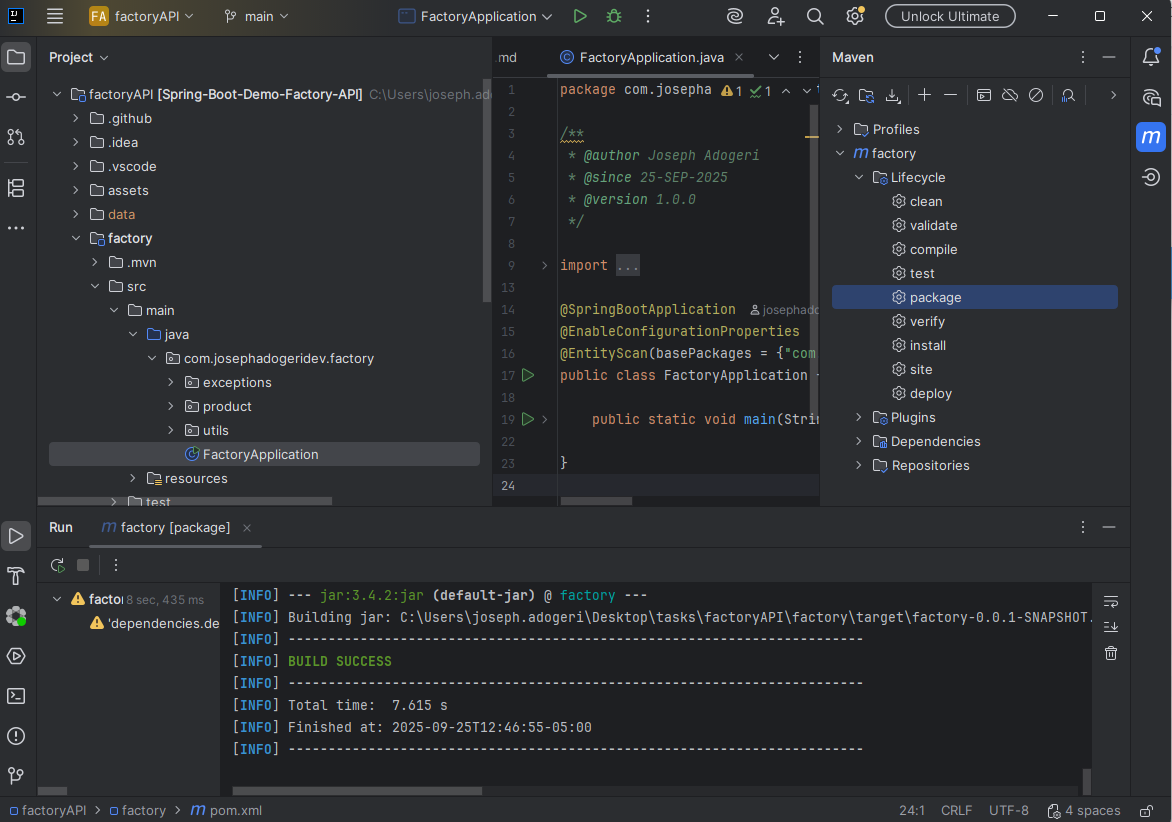 FA factoryAPI main FactoryApplication Unlock Ultimate
Project
factoryAPI [Spring-Boot-Demo-Factory-API] C:\Users\joseph.ado
.github
.idea
.vscode
assets
data
factory
.mvn
src
main
java
com.josephadogeridev.factory
exceptions
product
utils
FactoryApplication
resources
test
.md FactoryApplication.java
1 package com.josepha 1 1
2
3 /**
4 * @author Joseph Adogeri
5 * @since 25-SEP-2025
6 * @version 1.0.0
7 */
8
9 import ...
13
14 @SpringBootApplication josephado
15 @EnableConfigurationProperties
16 @EntityScan(basePackages = {"com
17 public class FactoryApplication
18
19 public static void main(Strin
22
23 }
24
Maven
Profiles
m factory
Lifecycle
clean
validate
compile
test
package
verify
install
site
deploy
Plugins
Dependencies
Repositories
m
Run m factory [package]
factor 8 sec, 435 ms
'dependencies.de
[INFO] --- jar:3.4.2:jar (default-jar) @ factory ---
[INFO] Building jar: C:\Users\joseph.adogeri\Desktop\tasks\factoryAPI\factory\target\factory-0.0.1-SNAPSHOT.
[INFO] ------------------------------------------------------------------------
[INFO] BUILD SUCCESS
[INFO] ------------------------------------------------------------------------
[INFO] Total time:  7.615 s
[INFO] Finished at: 2025-09-25T12:46:55-05:00
[INFO] ------------------------------------------------------------------------
factoryAPI > factory > m pom.xml 24:1 CRLF UTF-8 4 spaces